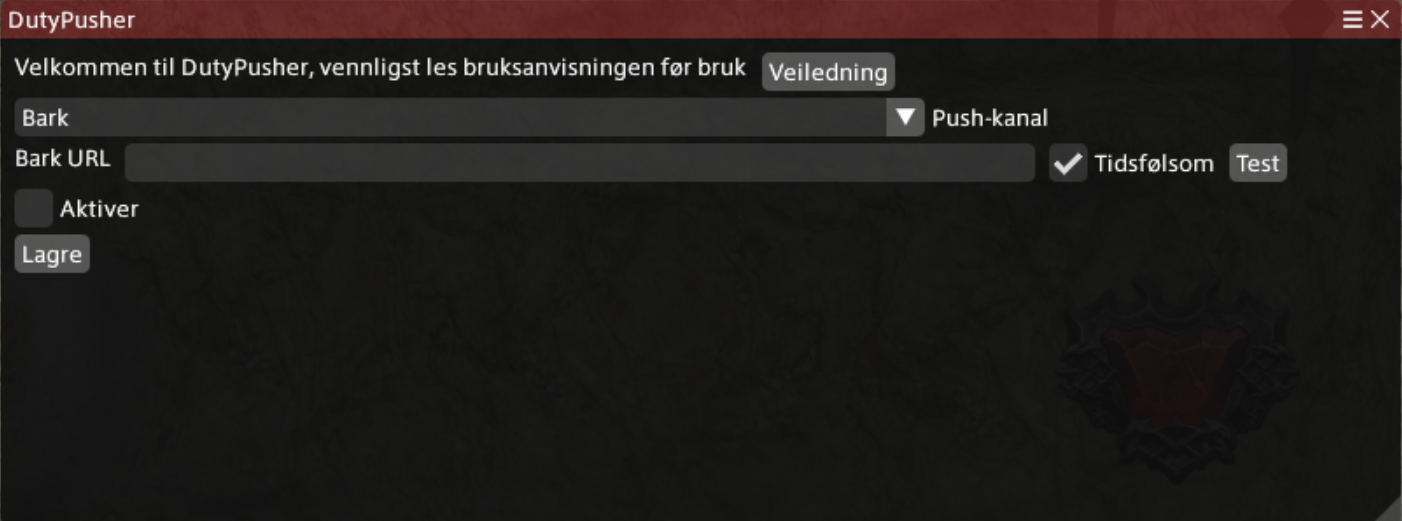 DutyPusher
Velkommen til DutyPusher, vennligst les bruksanvisningen før bruk Veiledning
Bark Push-kanal
Bark URL Tidsfølsom Test
Aktiver
Lagre